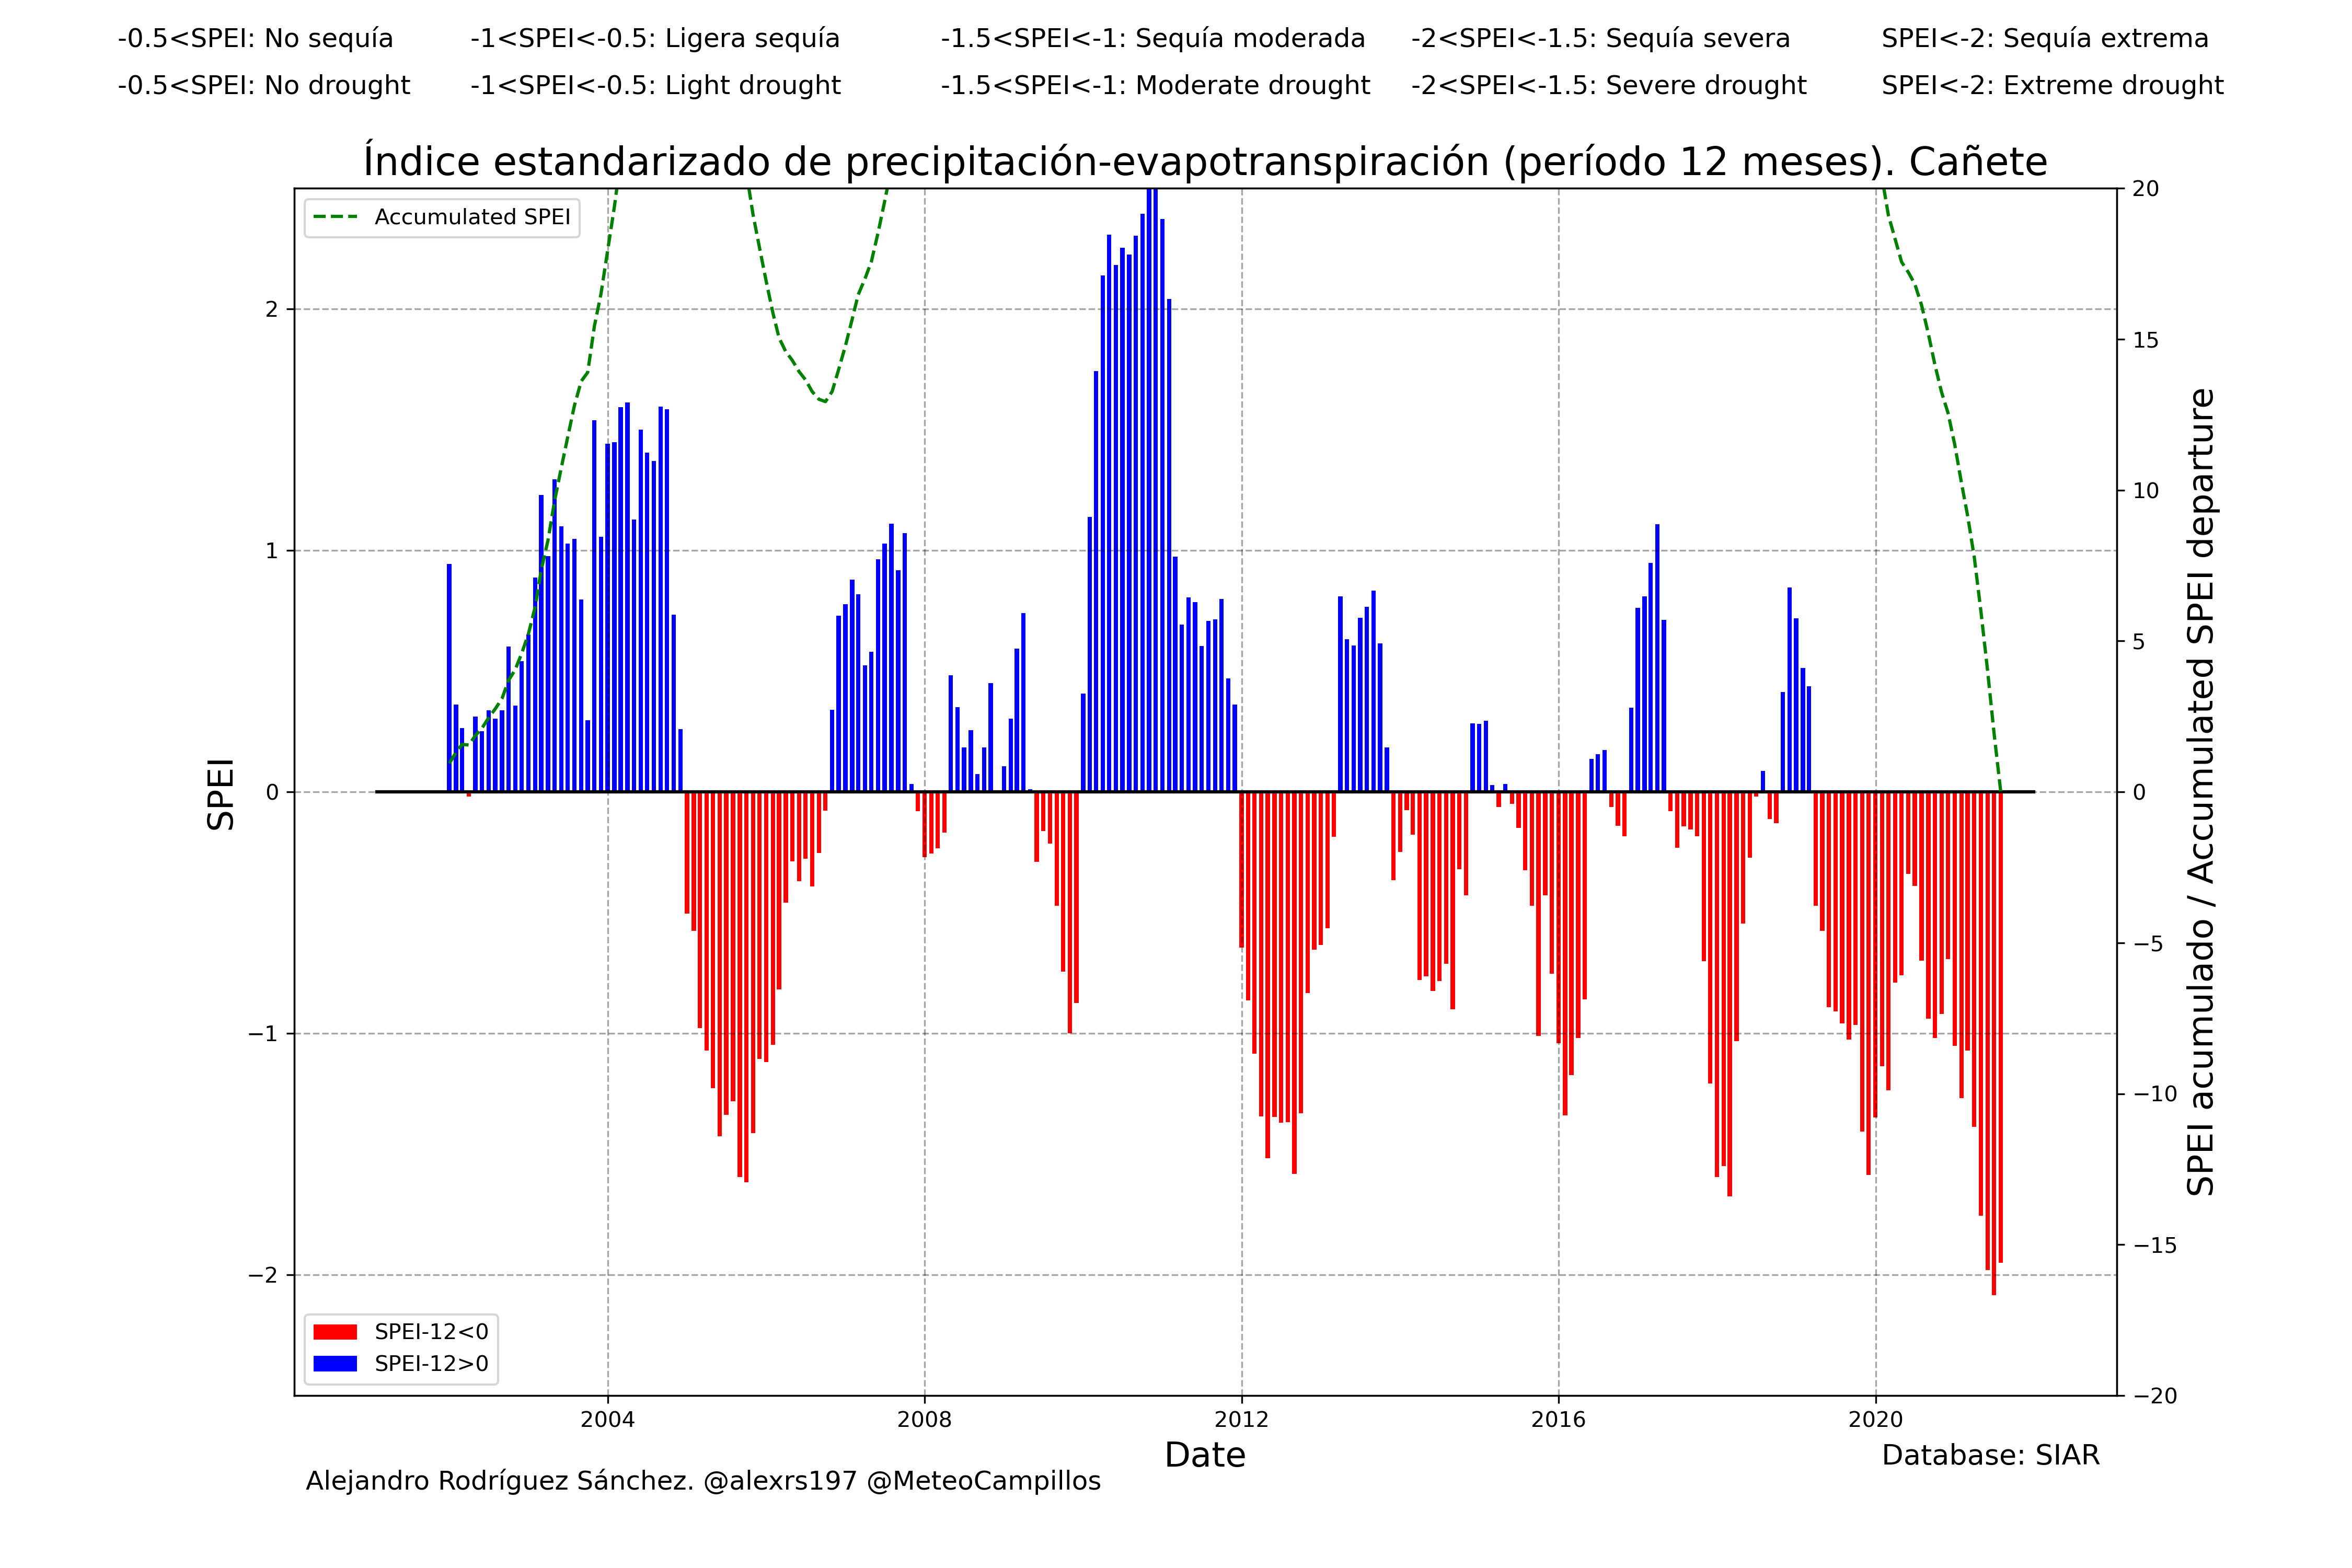 -0.5<SPEI: No sequía -1<SPEI<-0.5: Ligera sequía -1.5<SPEI<-1: Sequía moderada -2<SPEI<-1.5: Sequía severa SPEI<-2: Sequía extrema
-0.5<SPEI: No drought -1<SPEI<-0.5: Light drought -1.5<SPEI<-1: Moderate drought -2<SPEI<-1.5: Severe drought SPEI<-2: Extreme drought
Índice estandarizado de precipitación-evapotranspiración (período 12 meses). Cañete
Accumulated SPEI
SPEI
2
1
0
−1
−2
20
15
10
5
0
−5
−10
−15
−20
SPEI acumulado / Accumulated SPEI departure
SPEI-12<0
SPEI-12>0
2004 2008 2012 2016 2020
Date
Database: SIAR
Alejandro Rodríguez Sánchez. @alexrs197 @MeteoCampillos